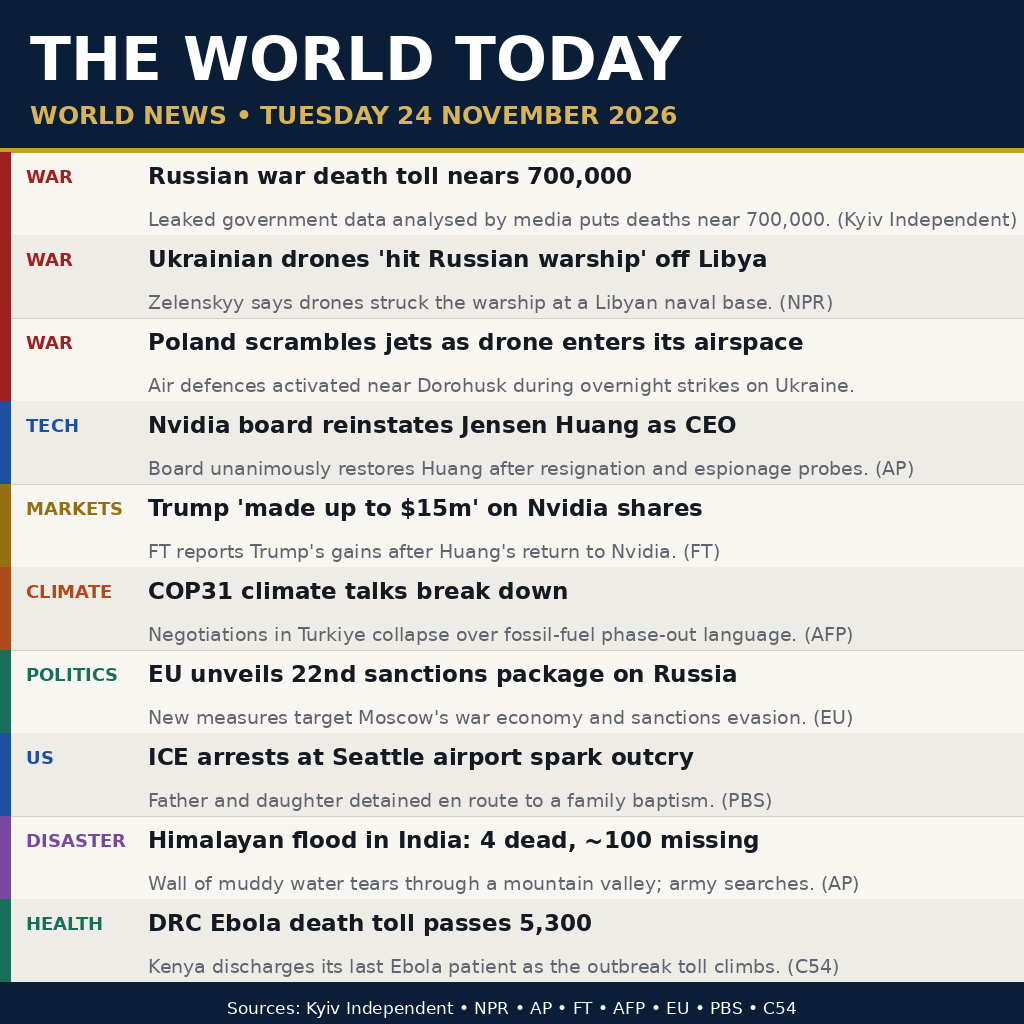 THE WORLD TODAY
WORLD NEWS • TUESDAY 24 NOVEMBER 2026
WAR
Russian war death toll nears 700,000
Leaked government data analysed by media puts deaths near 700,000. (Kyiv Independent)
WAR
Ukrainian drones 'hit Russian warship' off Libya
Zelenskyy says drones struck the warship at a Libyan naval base. (NPR)
WAR
Poland scrambles jets as drone enters its airspace
Air defences activated near Dorohusk during overnight strikes on Ukraine.
TECH
Nvidia board reinstates Jensen Huang as CEO
Board unanimously restores Huang after resignation and espionage probes. (AP)
MARKETS
Trump 'made up to $15m' on Nvidia shares
FT reports Trump's gains after Huang's return to Nvidia. (FT)
CLIMATE
COP31 climate talks break down
Negotiations in Turkiye collapse over fossil-fuel phase-out language. (AFP)
POLITICS
EU unveils 22nd sanctions package on Russia
New measures target Moscow's war economy and sanctions evasion. (EU)
US
ICE arrests at Seattle airport spark outcry
Father and daughter detained en route to a family baptism. (PBS)
DISASTER
Himalayan flood in India: 4 dead, ~100 missing
Wall of muddy water tears through a mountain valley; army searches. (AP)
HEALTH
DRC Ebola death toll passes 5,300
Kenya discharges its last Ebola patient as the outbreak toll climbs. (C54)
Sources: Kyiv Independent • NPR • AP • FT • AFP • EU • PBS • C54